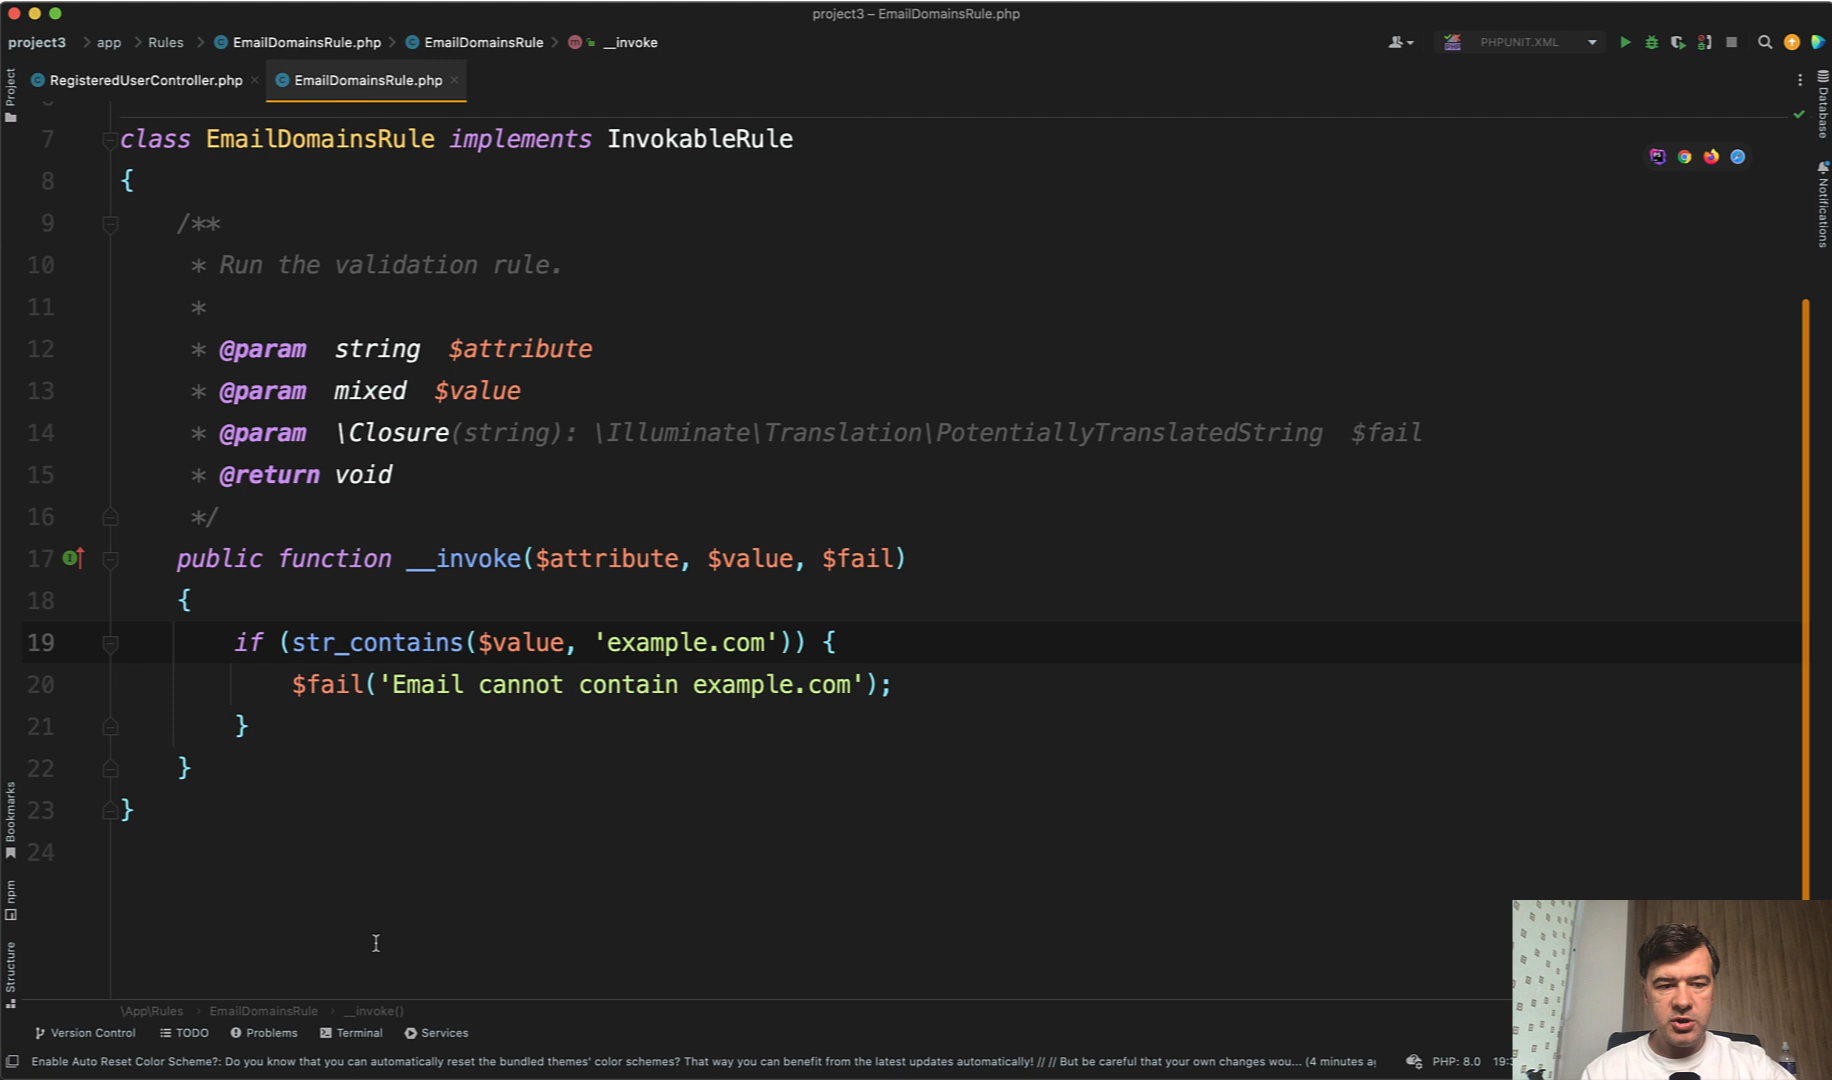 project3 – EmailDomainsRule.php
project3 app Rules EmailDomainsRule.php EmailDomainsRule __invoke PHPUNIT.XML
RegisteredUserController.php EmailDomainsRule.php
Project
Database
Notifications
7 class EmailDomainsRule implements InvokableRule
8 {
9 /**
10 * Run the validation rule.
11 *
12 * @param string $attribute
13 * @param mixed $value
14 * @param \Closure(string): \Illuminate\Translation\PotentiallyTranslatedString $fail
15 * @return void
16 */
17 public function __invoke($attribute, $value, $fail)
18 {
19 if (str_contains($value, 'example.com')) {
20 $fail('Email cannot contain example.com');
21 }
22 }
23 }
24
Bookmarks
npm
Structure
\App\Rules EmailDomainsRule __invoke()
Version Control TODO Problems Terminal Services
Enable Auto Reset Color Scheme?: Do you know that you can automatically reset the bundled themes' color schemes? That way you can benefit from the latest updates automatically! // // But be careful that your own changes wou... (4 minutes ag PHP: 8.0